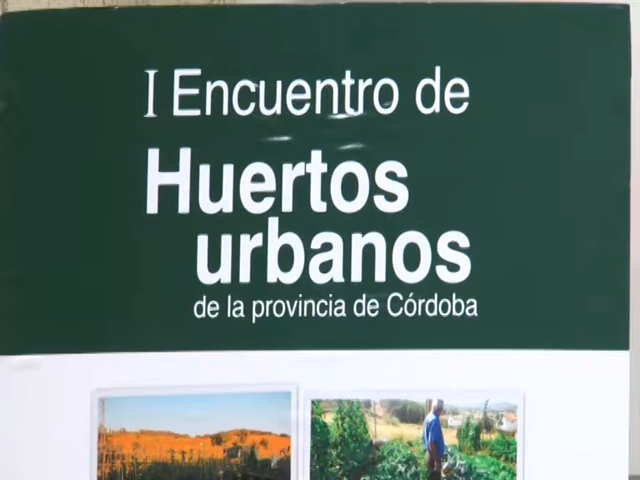 I Encuentro de
Huertos
urbanos
de la provincia de Córdoba